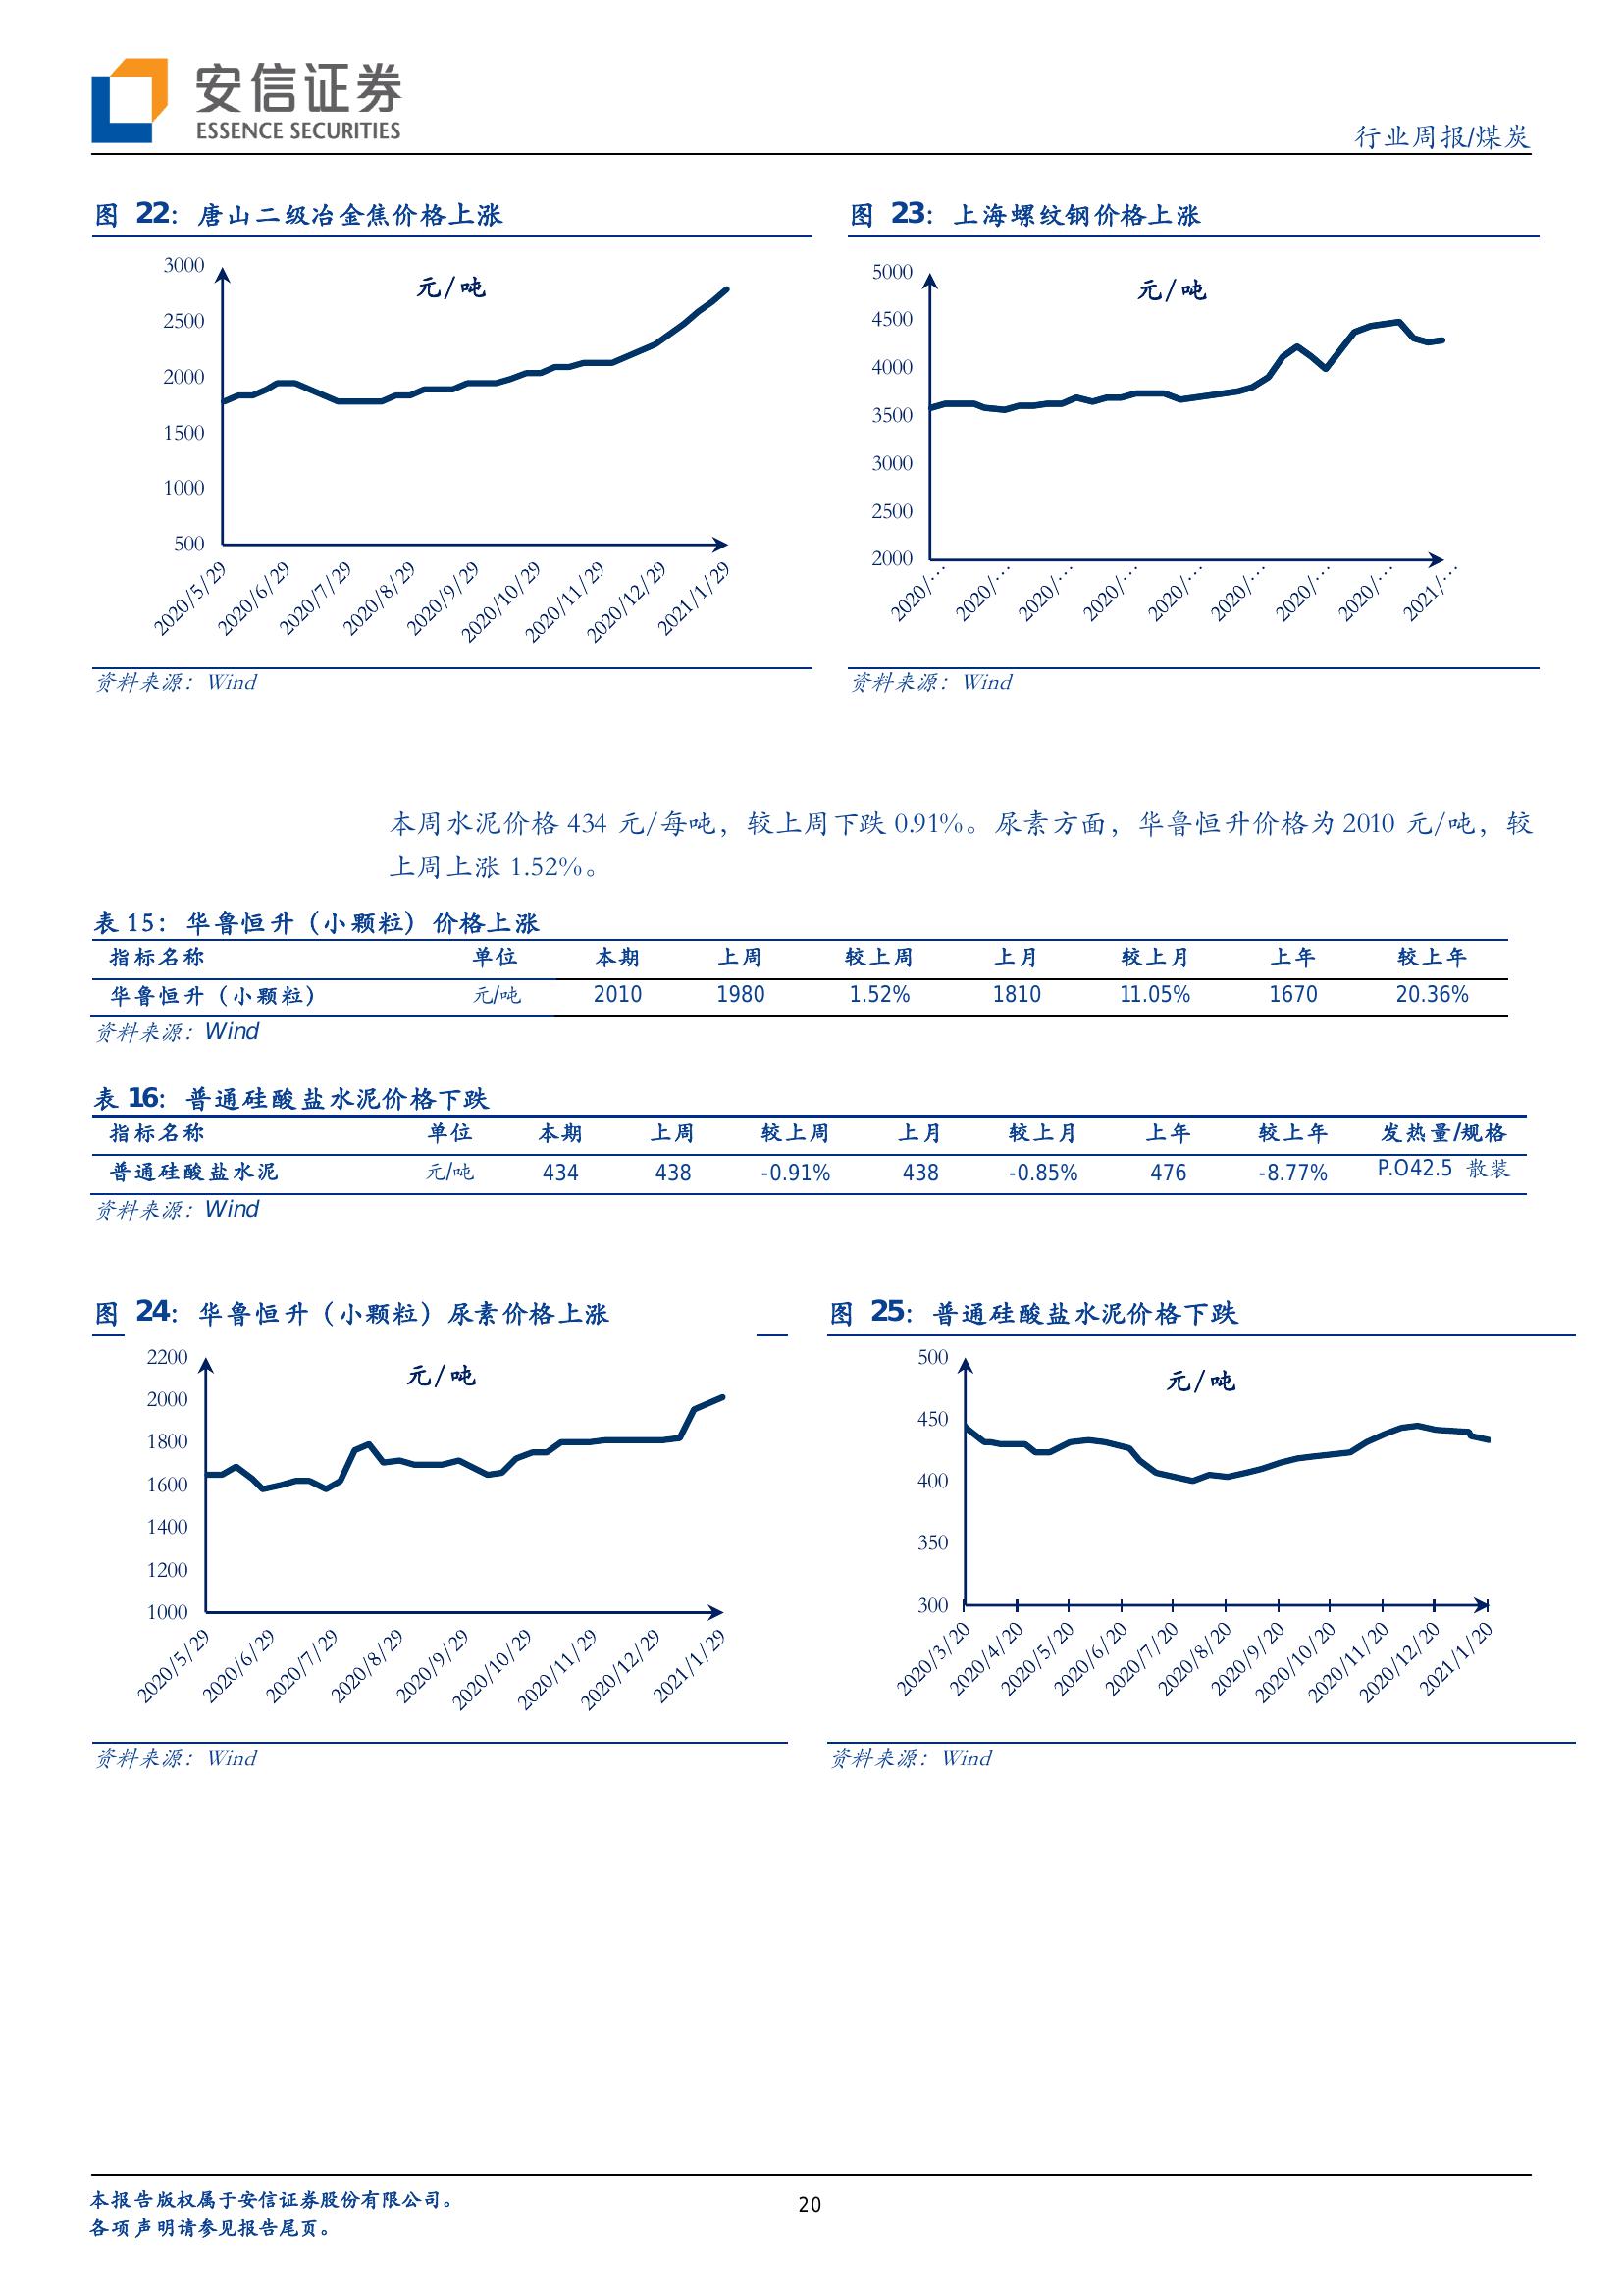 安信证券
ESSENCE SECURITIES
行业周报/煤炭
图 22：唐山二级冶金焦价格上涨
元/吨
3000
2500
2000
1500
1000
500
2020/5/29 2020/6/29 2020/7/29 2020/8/29 2020/9/29 2020/10/29 2020/11/29 2020/12/29 2021/1/29
资料来源：Wind
图 23：上海螺纹钢价格上涨
元/吨
5000
4500
4000
3500
3000
2500
2000
2020/… 2020/… 2020/… 2020/… 2020/… 2020/… 2020/… 2020/… 2021/…
资料来源：Wind
本周水泥价格 434 元/每吨，较上周下跌 0.91%。尿素方面，华鲁恒升价格为 2010 元/吨，较
上周上涨 1.52%。
表 15：华鲁恒升（小颗粒）价格上涨
指标名称 单位 本期 上周 较上周 上月 较上月 上年 较上年
华鲁恒升（小颗粒） 元/吨 2010 1980 1.52% 1810 11.05% 1670 20.36%
资料来源：Wind
表 16：普通硅酸盐水泥价格下跌
指标名称 单位 本期 上周 较上周 上月 较上月 上年 较上年 发热量/规格
普通硅酸盐水泥 元/吨 434 438 -0.91% 438 -0.85% 476 -8.77% P.O42.5 散装
资料来源：Wind
图 24：华鲁恒升（小颗粒）尿素价格上涨
元/吨
2200
2000
1800
1600
1400
1200
1000
2020/5/29 2020/6/29 2020/7/29 2020/8/29 2020/9/29 2020/10/29 2020/11/29 2020/12/29 2021/1/29
资料来源：Wind
图 25：普通硅酸盐水泥价格下跌
元/吨
500
450
400
350
300
2020/3/20 2020/4/20 2020/5/20 2020/6/20 2020/7/20 2020/8/20 2020/9/20 2020/10/20 2020/11/20 2020/12/20 2021/1/20
资料来源：Wind
本报告版权属于安信证券股份有限公司。
各项声明请参见报告尾页。
20